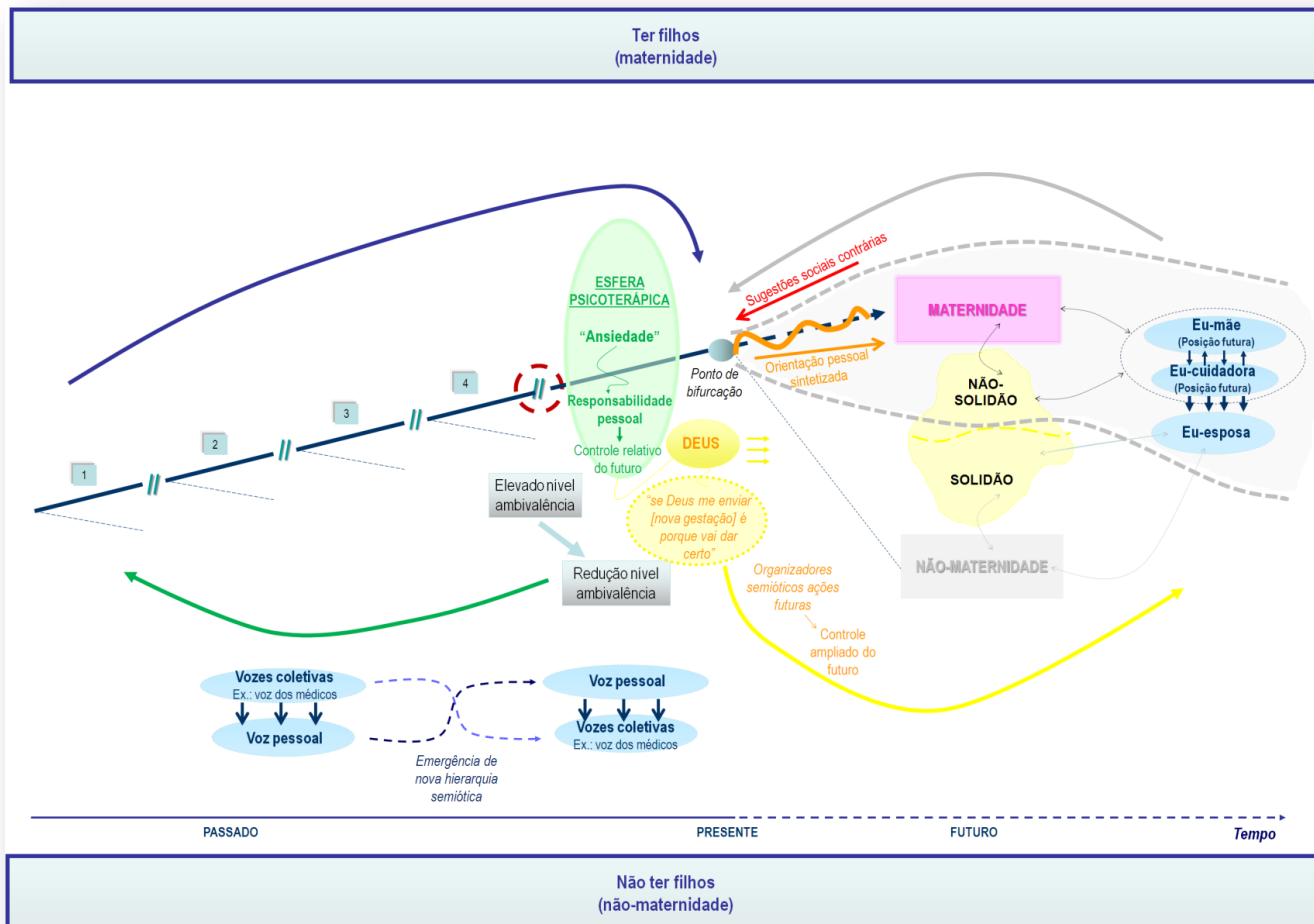 Ter filhos
(maternidade)
Sugestões sociais contrárias
ESFERA
PSICOTERÁPICA
“Ansiedade”
Responsabilidade
pessoal
Controle relativo
do futuro
MATERNIDADE
Eu-mãe
(Posição futura)
Eu-cuidadora
(Posição futura)
Eu-esposa
Orientação pessoal
sintetizada
Ponto de
bifurcação
NÃO-
SOLIDÃO
SOLIDÃO
NÃO-MATERNIDADE
4
3
2
1
DEUS
Elevado nivel
ambivalência
“se Deus me enviar
[nova gestação] é
porque vai dar
certo”
Redução nivel
ambivalência
Organizadores
semióticos ações
futuras
Controle
ampliado do
futuro
Vozes coletivas
Ex.: voz dos médicos
Voz pessoal
Voz pessoal
Vozes coletivas
Ex.: voz dos médicos
Emergência de
nova hierarquia
semiótica
PASSADO
PRESENTE
FUTURO
Tempo
Não ter filhos
(não-maternidade)